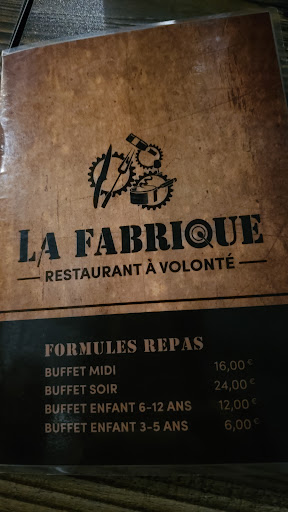 LA FABRIQUE
RESTAURANT À VOLONTÉ
FORMULES REPAS
BUFFET MIDI 16,00€
BUFFET SOIR 24,00€
BUFFET ENFANT 6-12 ANS 12,00€
BUFFET ENFANT 3-5 ANS 6,00€